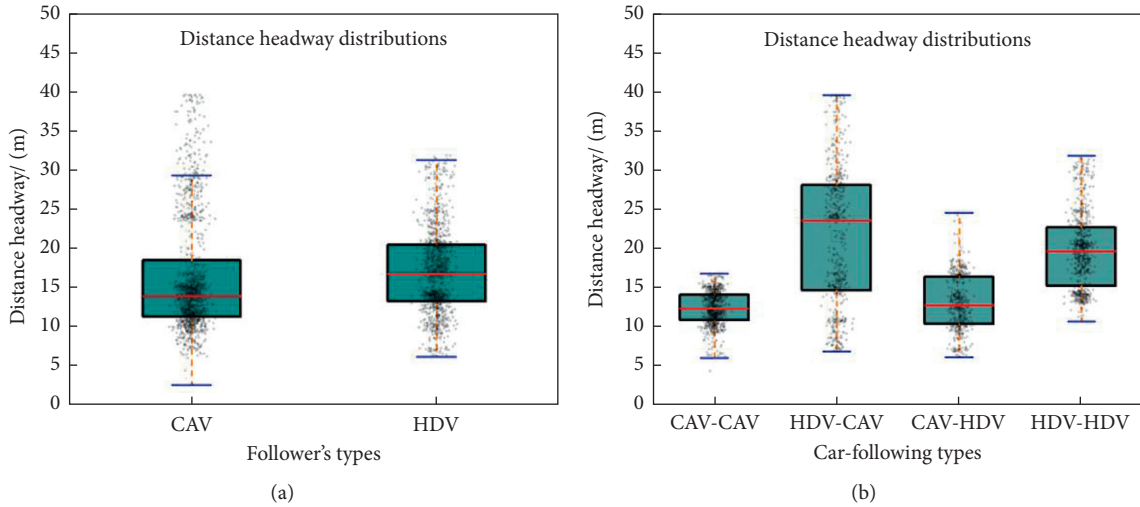 Distance headway distributions
50
45
40
35
30
25
20
15
10
5
0
Distance headway/ (m)
CAV HDV
Follower's types
(a)
Distance headway distributions
50
45
40
35
30
25
20
15
10
5
0
Distance headway/ (m)
CAV-CAV HDV-CAV CAV-HDV HDV-HDV
Car-following types
(b)